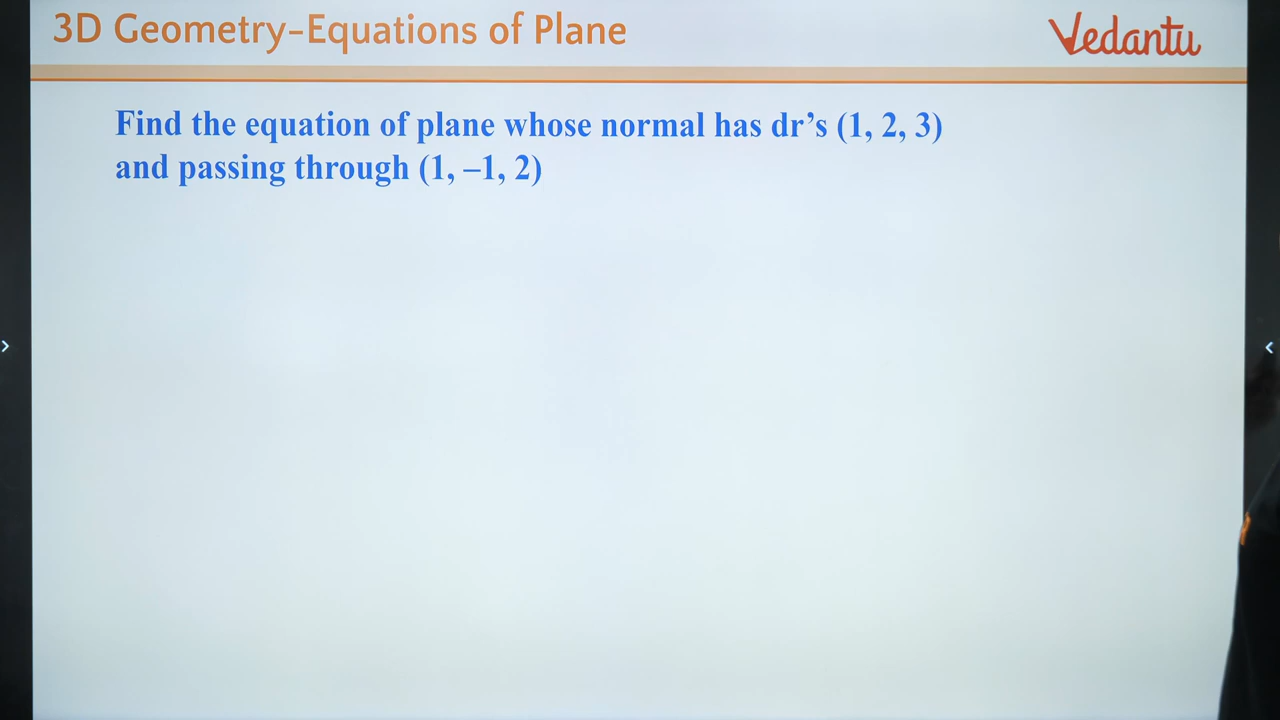 3D Geometry-Equations of Plane
Vedantu
Find the equation of plane whose normal has dr’s (1, 2, 3)
and passing through (1, –1, 2)